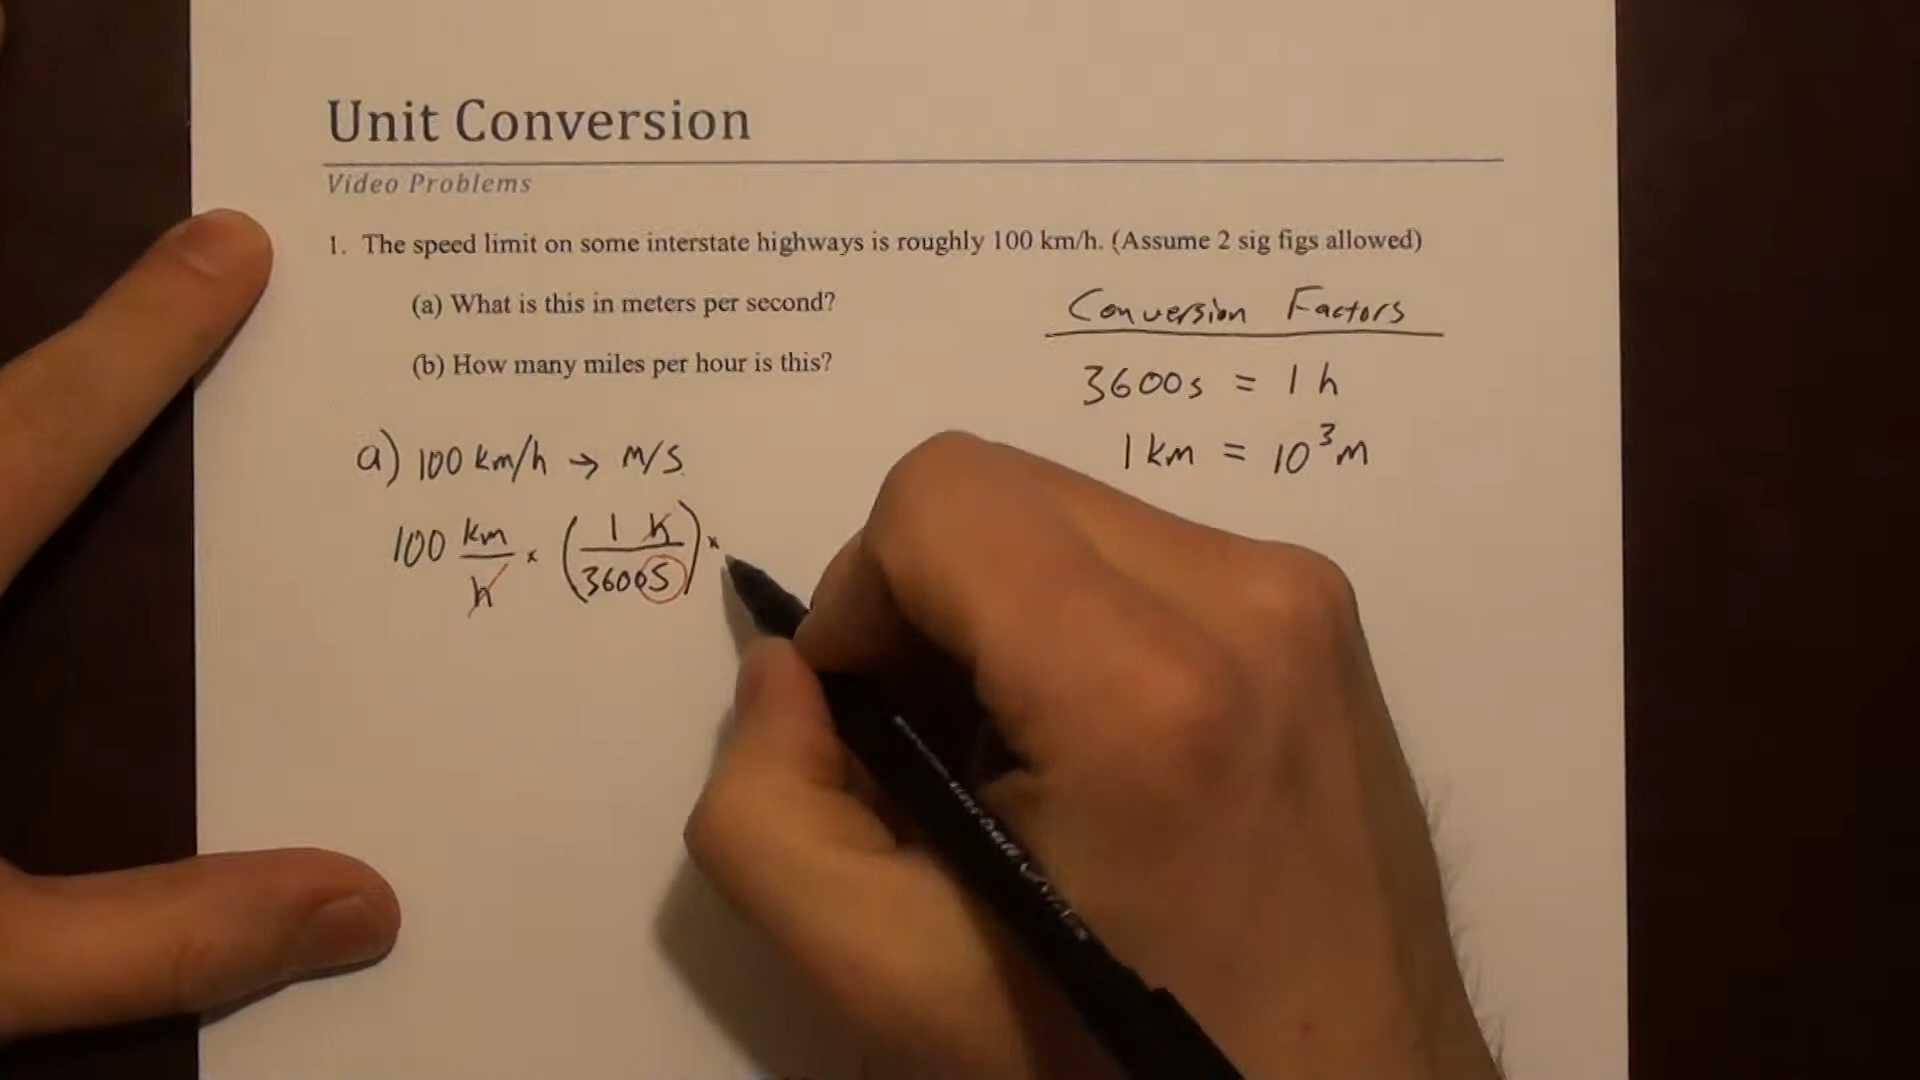 Unit Conversion
Video Problems
1. The speed limit on some interstate highways is roughly 100 km/h. (Assume 2 sig figs allowed)
(a) What is this in meters per second?
(b) How many miles per hour is this?
Conversion Factors
3600s = 1 h
1 km = 10³m
a) 100 km/h → m/s
100 km/h × (1 h/3600s) ×